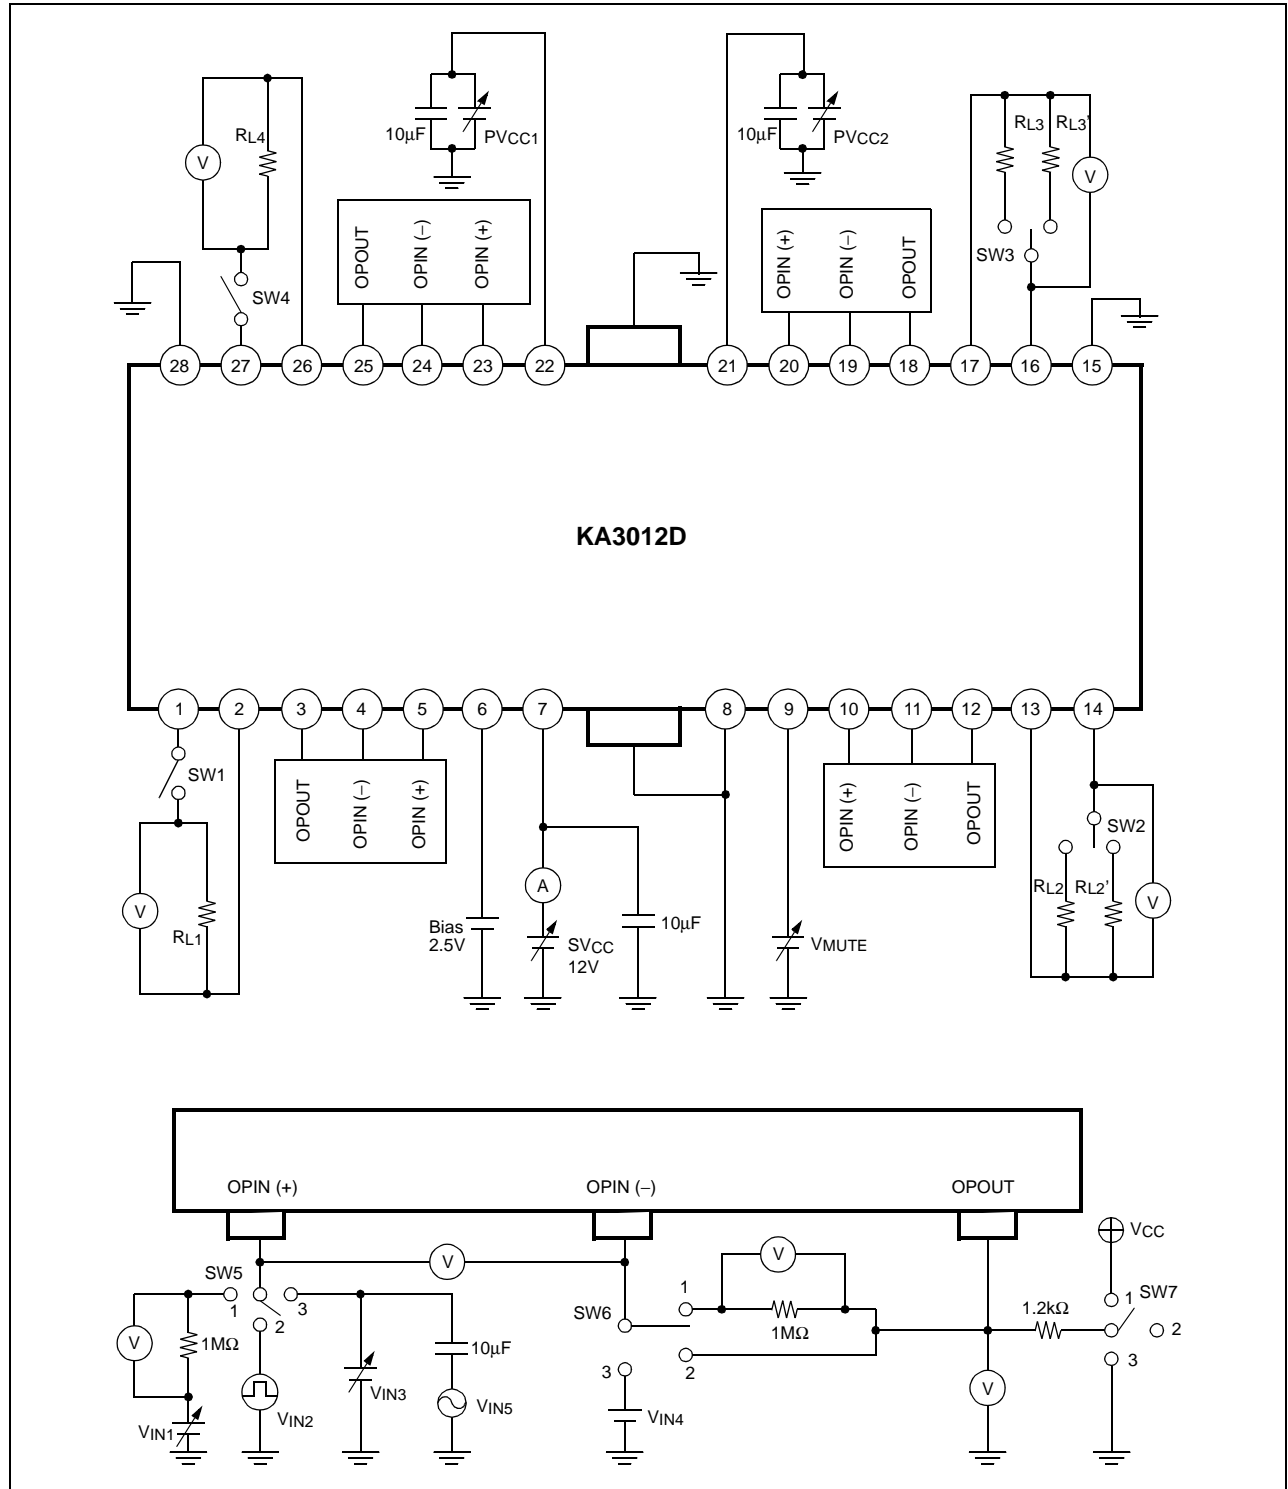 10μF
PVCC1
10μF
PVCC2
RL4
V
RL3
RL3'
V
SW3
SW4
OPOUT
OPIN (−)
OPIN (+)
OPIN (+)
OPIN (−)
OPOUT
28
27
26
25
24
23
22
21
20
19
18
17
16
15
KA3012D
1
2
3
4
5
6
7
8
9
10
11
12
13
14
SW1
OPOUT
OPIN (−)
OPIN (+)
OPIN (+)
OPIN (−)
OPOUT
SW2
V
RL1
A
Bias
2.5V
SVCC
12V
10μF
VMUTE
RL2
RL2'
V
OPIN (+)
OPIN (−)
OPOUT
VCC
V
SW5
1
2
3
V
1MΩ
VIN1
VIN2
VIN3
10μF
VIN5
SW6
1
2
3
VIN4
V
1MΩ
1.2kΩ
V
1
SW7
2
3